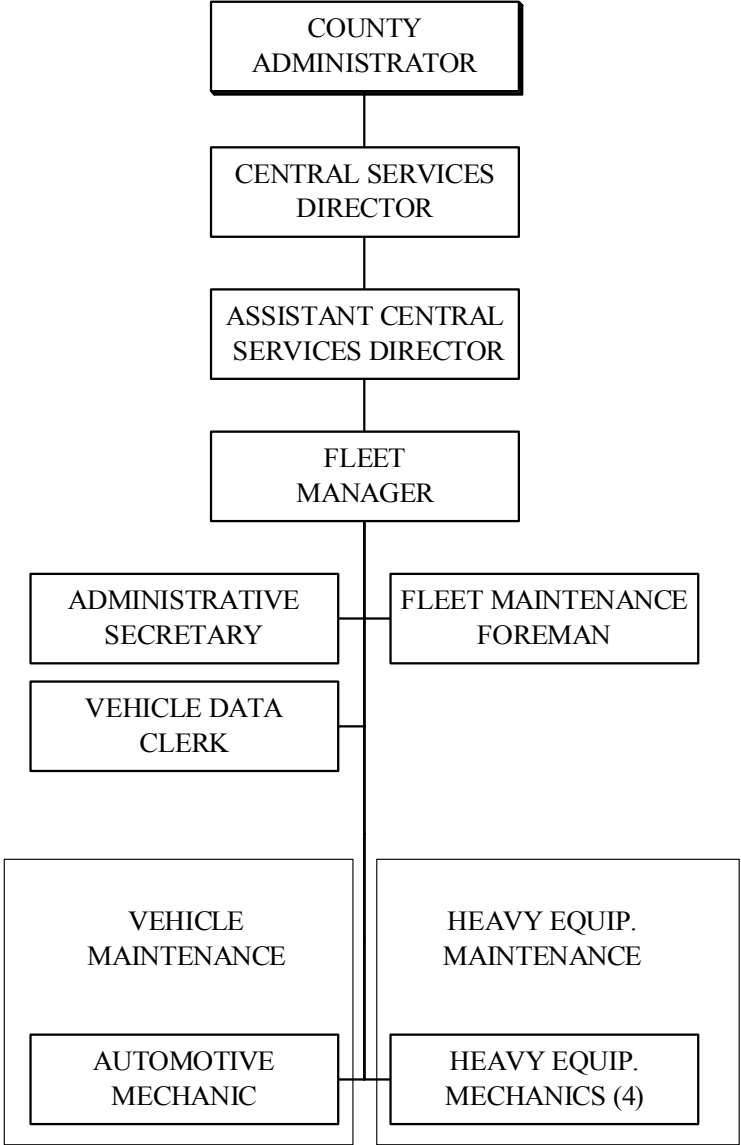 COUNTY
ADMINISTRATOR
CENTRAL SERVICES
DIRECTOR
ASSISTANT CENTRAL
SERVICES DIRECTOR
FLEET
MANAGER
ADMINISTRATIVE
SECRETARY
FLEET MAINTENANCE
FOREMAN
VEHICLE DATA
CLERK
VEHICLE
MAINTENANCE
HEAVY EQUIP.
MAINTENANCE
AUTOMOTIVE
MECHANIC
HEAVY EQUIP.
MECHANICS (4)